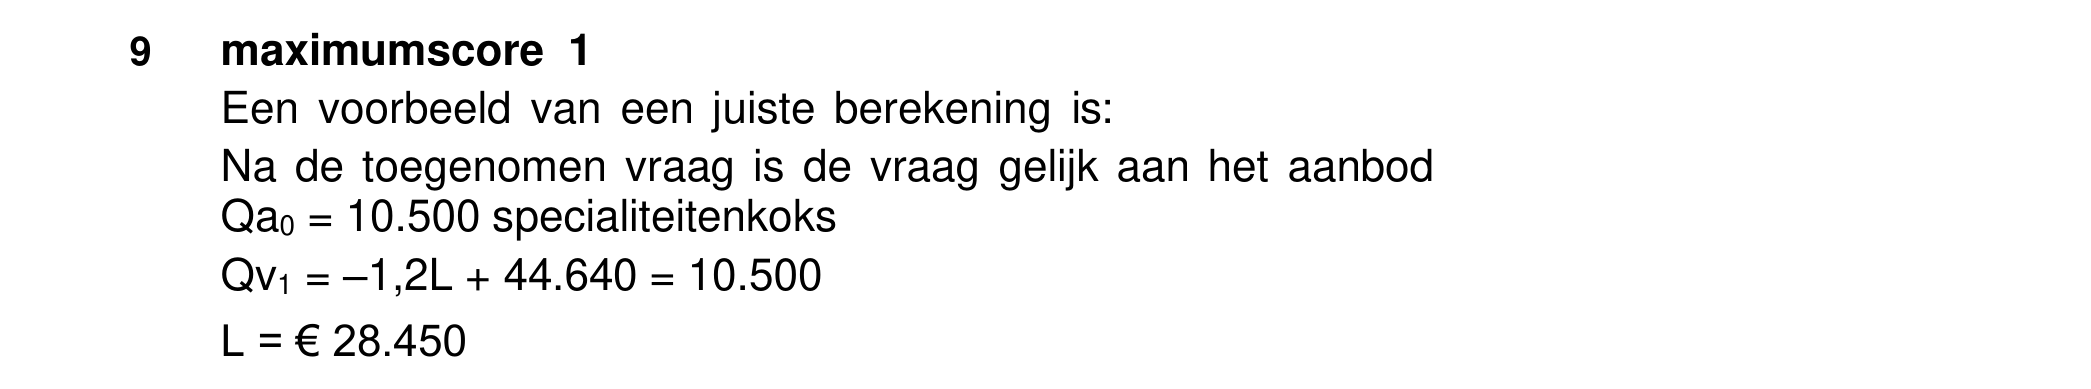 9 maximumscore 1
Een voorbeeld van een juiste berekening is:
Na de toegenomen vraag is de vraag gelijk aan het aanbod
Qa₀ = 10.500 specialiteitenkoks
Qv₁ = –1,2L + 44.640 = 10.500
L = € 28.450